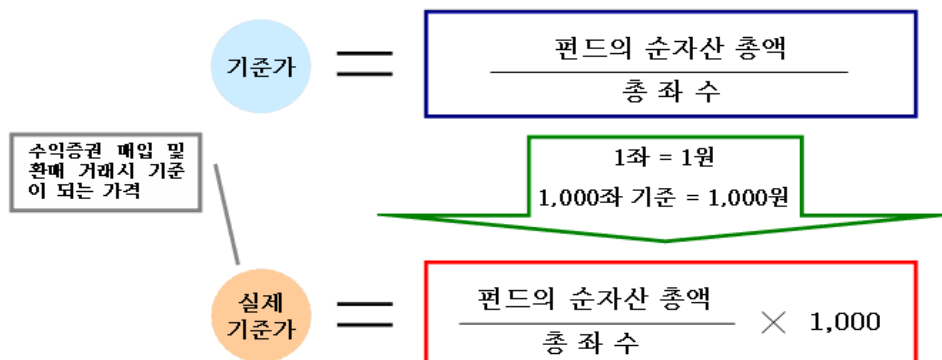 기준가
=
펀드의 순자산 총액
총 좌 수
수익증권 매입 및
환매 거래시 기준
이 되는 가격
1좌 = 1원
1,000좌 기준 = 1,000원
실제
기준가
=
펀드의 순자산 총액
총 좌 수
× 1,000